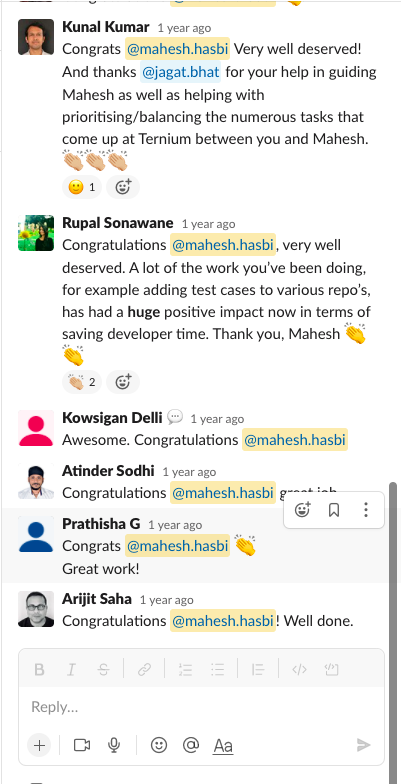 Kunal Kumar 1 year ago
Congrats @mahesh.hasbi Very well deserved!
And thanks @jagat.bhat for your help in guiding
Mahesh as well as helping with
prioritising/balancing the numerous tasks that
come up at Ternium between you and Mahesh.
👏🏼👏🏼👏🏼
🙂 1
Rupal Sonawane 1 year ago
Congratulations @mahesh.hasbi, very well
deserved. A lot of the work you've been doing,
for example adding test cases to various repo's,
has had a huge positive impact now in terms of
saving developer time. Thank you, Mahesh 👏
👏
👏🏼 2
Kowsigan Delli 💬 1 year ago
Awesome. Congratulations @mahesh.hasbi
Atinder Sodhi 1 year ago
Congratulations @mahesh.hasbi great job
Prathisha G 1 year ago
Congrats @mahesh.hasbi 👏
Great work!
Arijit Saha 1 year ago
Congratulations @mahesh.hasbi! Well done.
B I S
Reply...
+ @ Aa